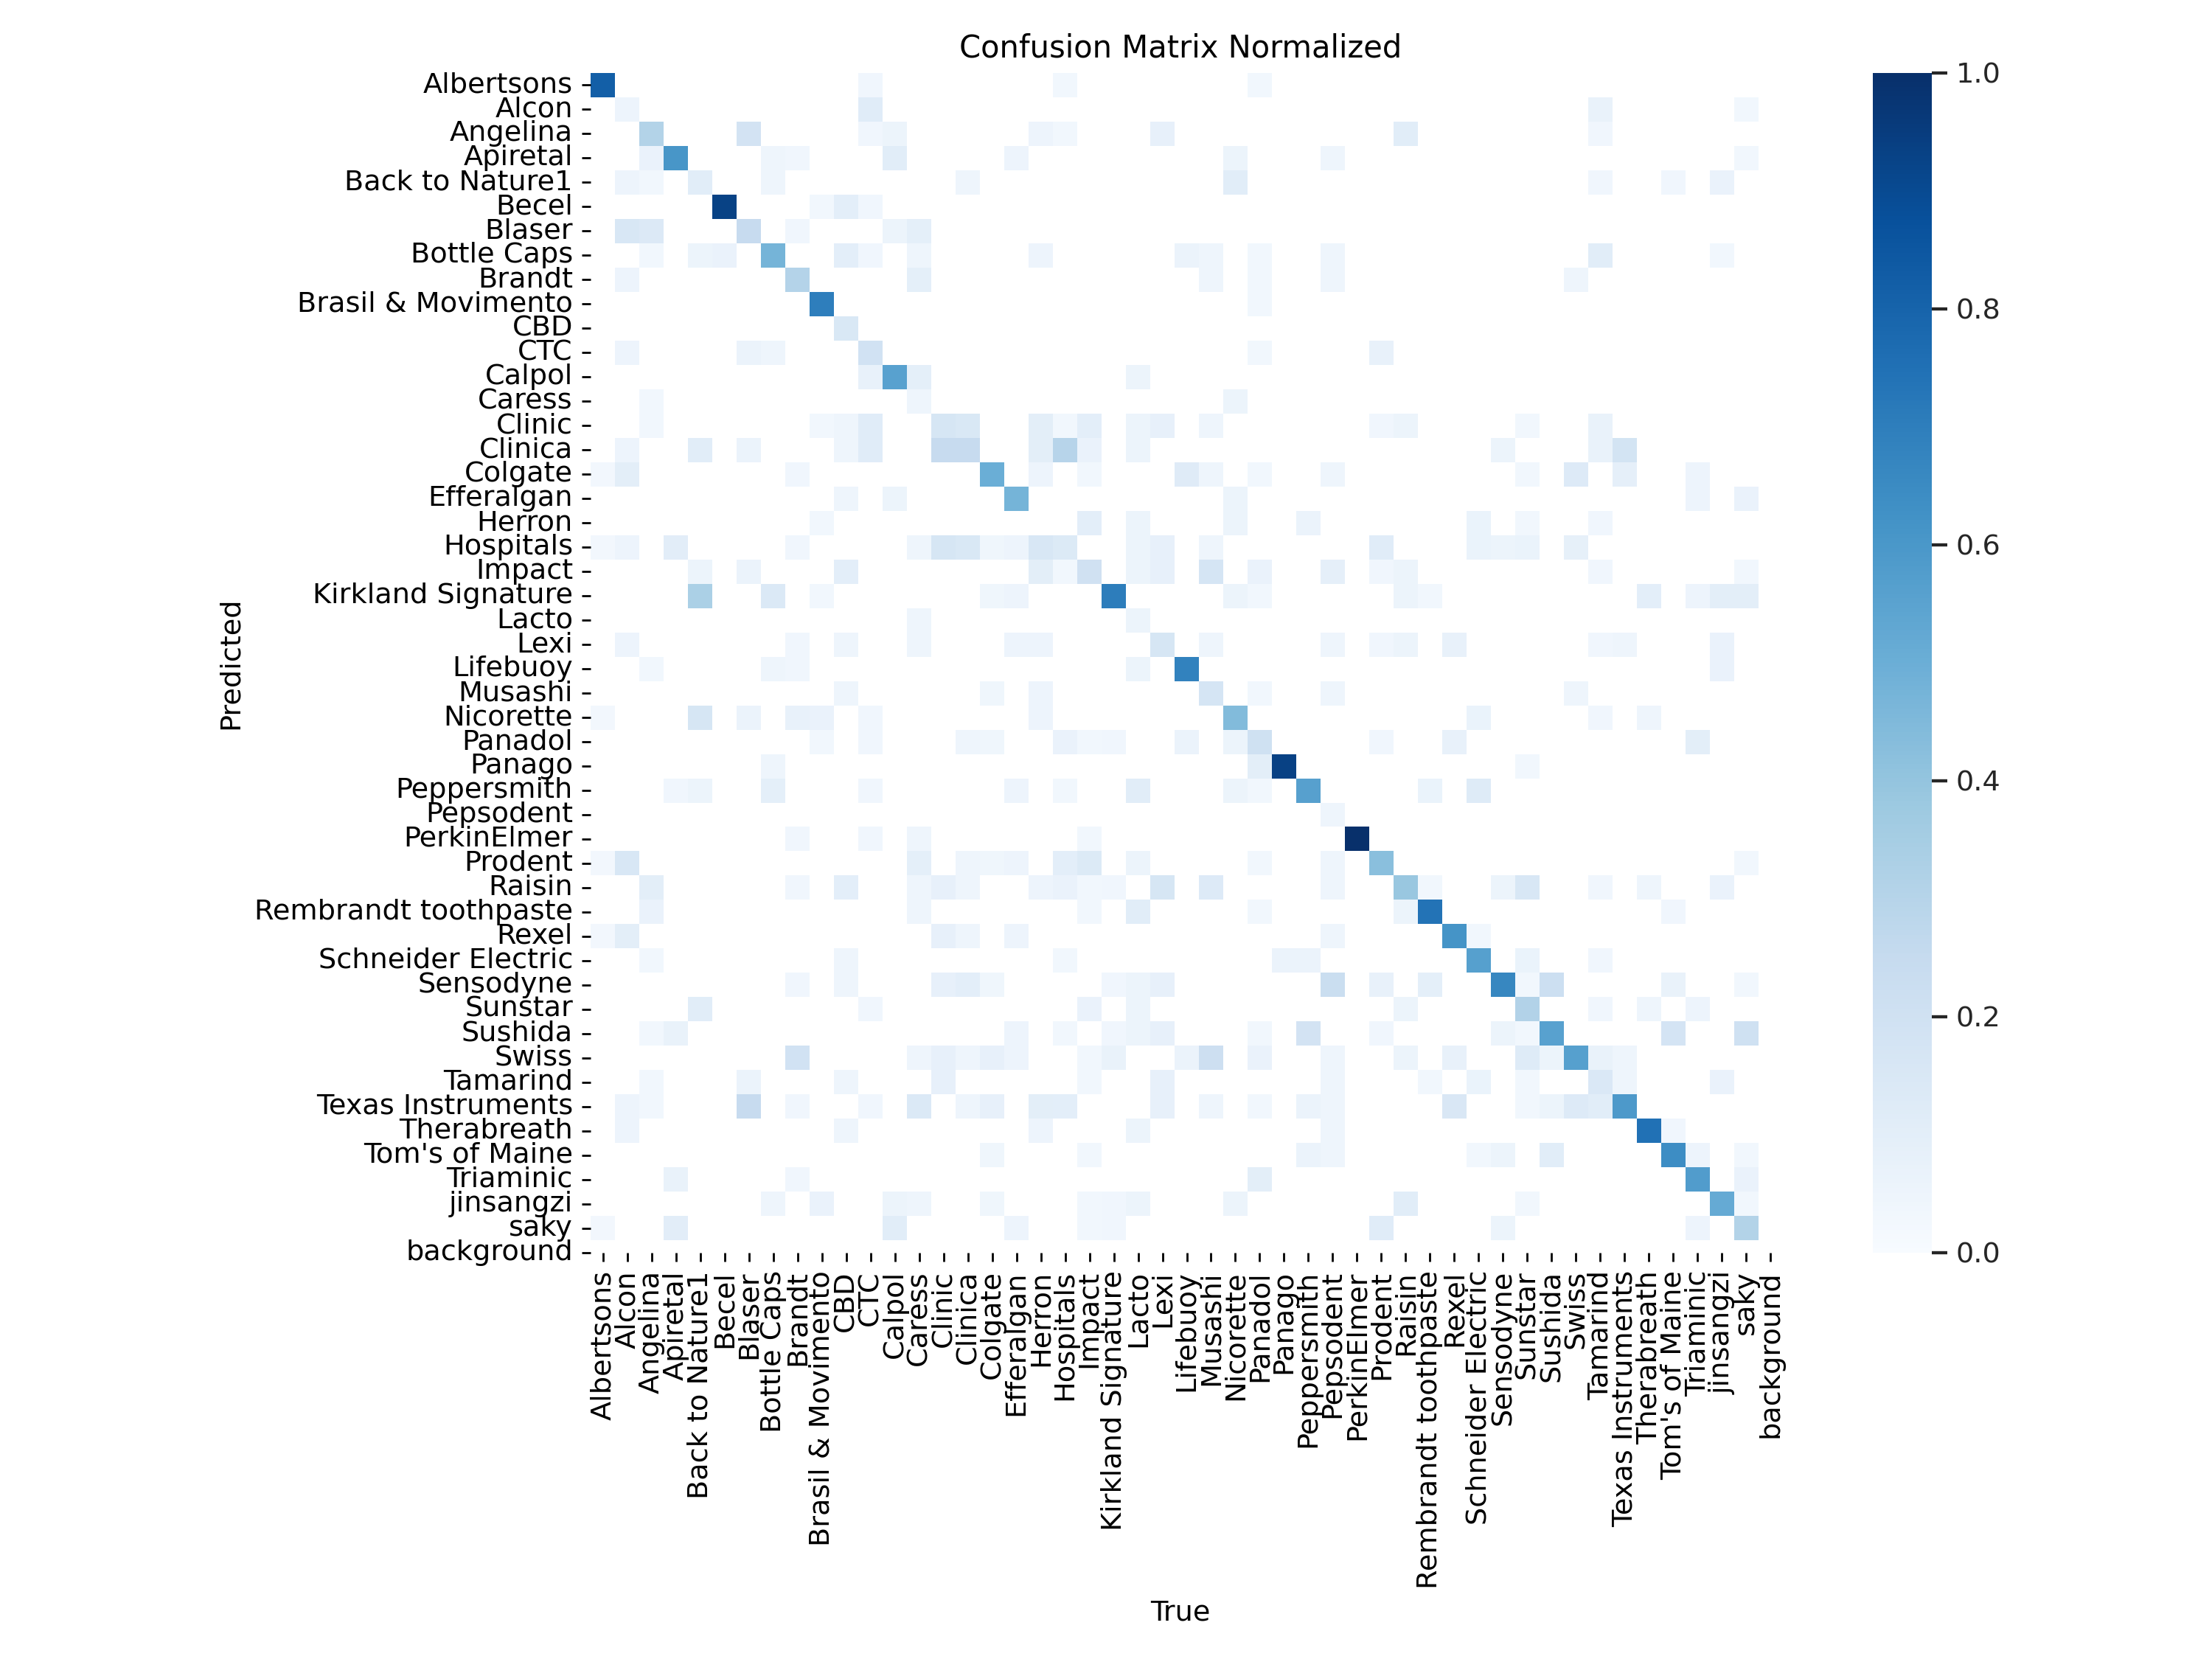 Confusion Matrix Normalized
Albertsons
Alcon
Angelina
Apiretal
Back to Nature1
Becel
Blaser
Bottle Caps
Brandt
Brasil & Movimento
CBD
CTC
Calpol
Caress
Clinic
Clinica
Colgate
Efferalgan
Herron
Hospitals
Impact
Kirkland Signature
Lacto
Lexi
Lifebuoy
Musashi
Nicorette
Panadol
Panago
Peppersmith
Pepsodent
PerkinElmer
Prodent
Raisin
Rembrandt toothpaste
Rexel
Schneider Electric
Sensodyne
Sunstar
Sushida
Swiss
Tamarind
Texas Instruments
Therabreath
Tom's of Maine
Triaminic
jinsangzi
saky
background
Predicted
Albertsons
Alcon
Angelina
Apiretal
Back to Nature1
Becel
Blaser
Bottle Caps
Brandt
Brasil & Movimento
CBD
CTC
Calpol
Caress
Clinic
Clinica
Colgate
Efferalgan
Herron
Hospitals
Impact
Kirkland Signature
Lacto
Lexi
Lifebuoy
Musashi
Nicorette
Panadol
Panago
Peppersmith
Pepsodent
PerkinElmer
Prodent
Raisin
Rembrandt toothpaste
Rexel
Schneider Electric
Sensodyne
Sunstar
Sushida
Swiss
Tamarind
Texas Instruments
Therabreath
Tom's of Maine
Triaminic
jinsangzi
saky
background
True
1.0
0.8
0.6
0.4
0.2
0.0